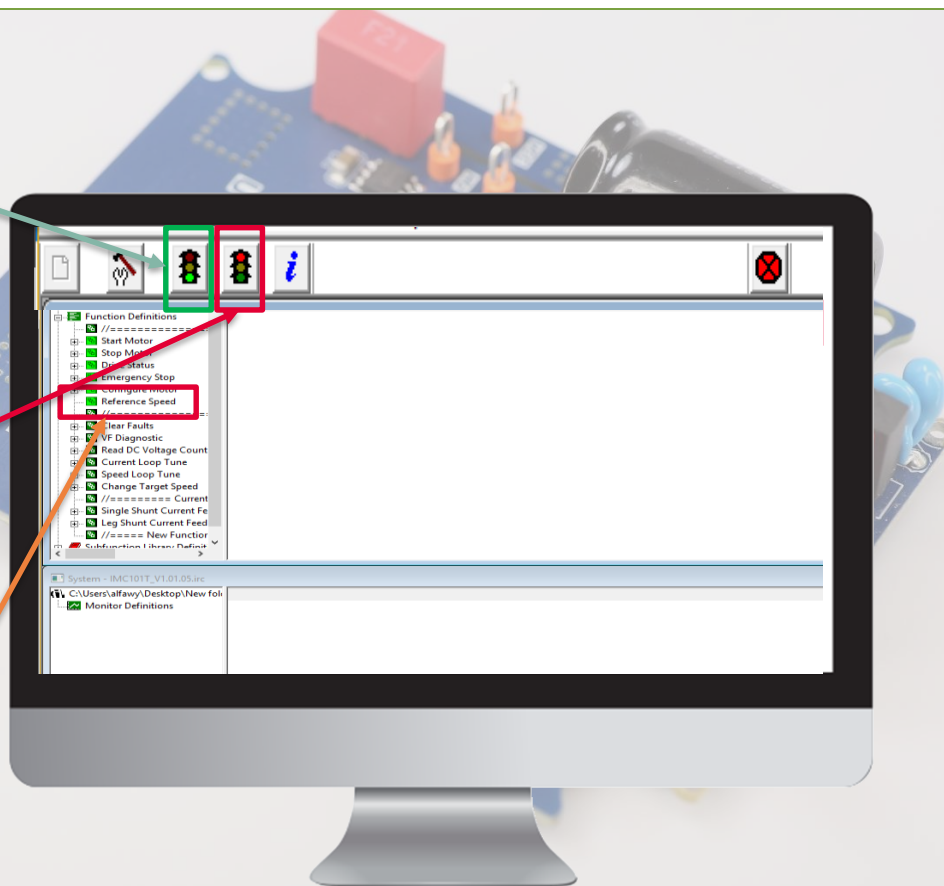 F21
i
Function Definitions
//===============
Start Motor
Stop Motor
Drive Status
Emergency Stop
Configure Motor
Reference Speed
//===============
Clear Faults
VF Diagnostic
Read DC Voltage Count
Current Loop Tune
Speed Loop Tune
Change Target Speed
//========= Current
Single Shunt Current Fe
Leg Shunt Current Feed
//===== New Function
Subfunction Library Definit
System - IMC101T_V1.01.05.irc
C:\Users\alfawy\Desktop\New fol
Monitor Definitions